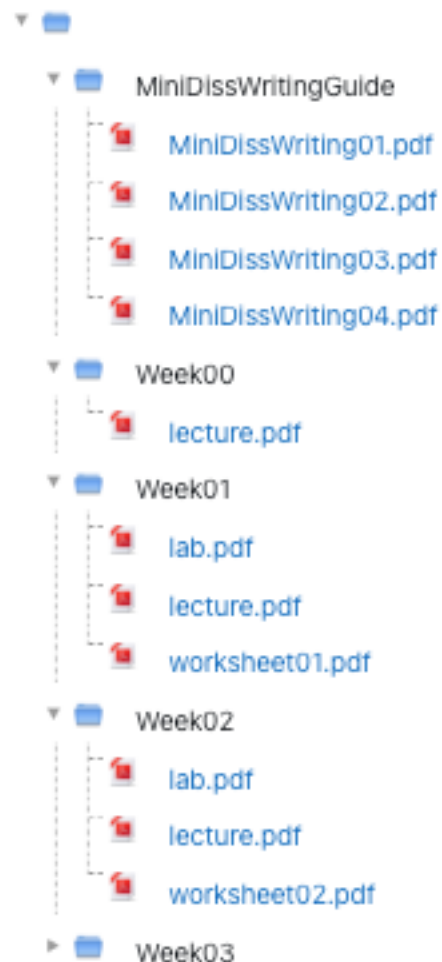 MiniDissWritingGuide
MiniDissWriting01.pdf
MiniDissWriting02.pdf
MiniDissWriting03.pdf
MiniDissWriting04.pdf
Week00
lecture.pdf
Week01
lab.pdf
lecture.pdf
worksheet01.pdf
Week02
lab.pdf
lecture.pdf
worksheet02.pdf
Week03